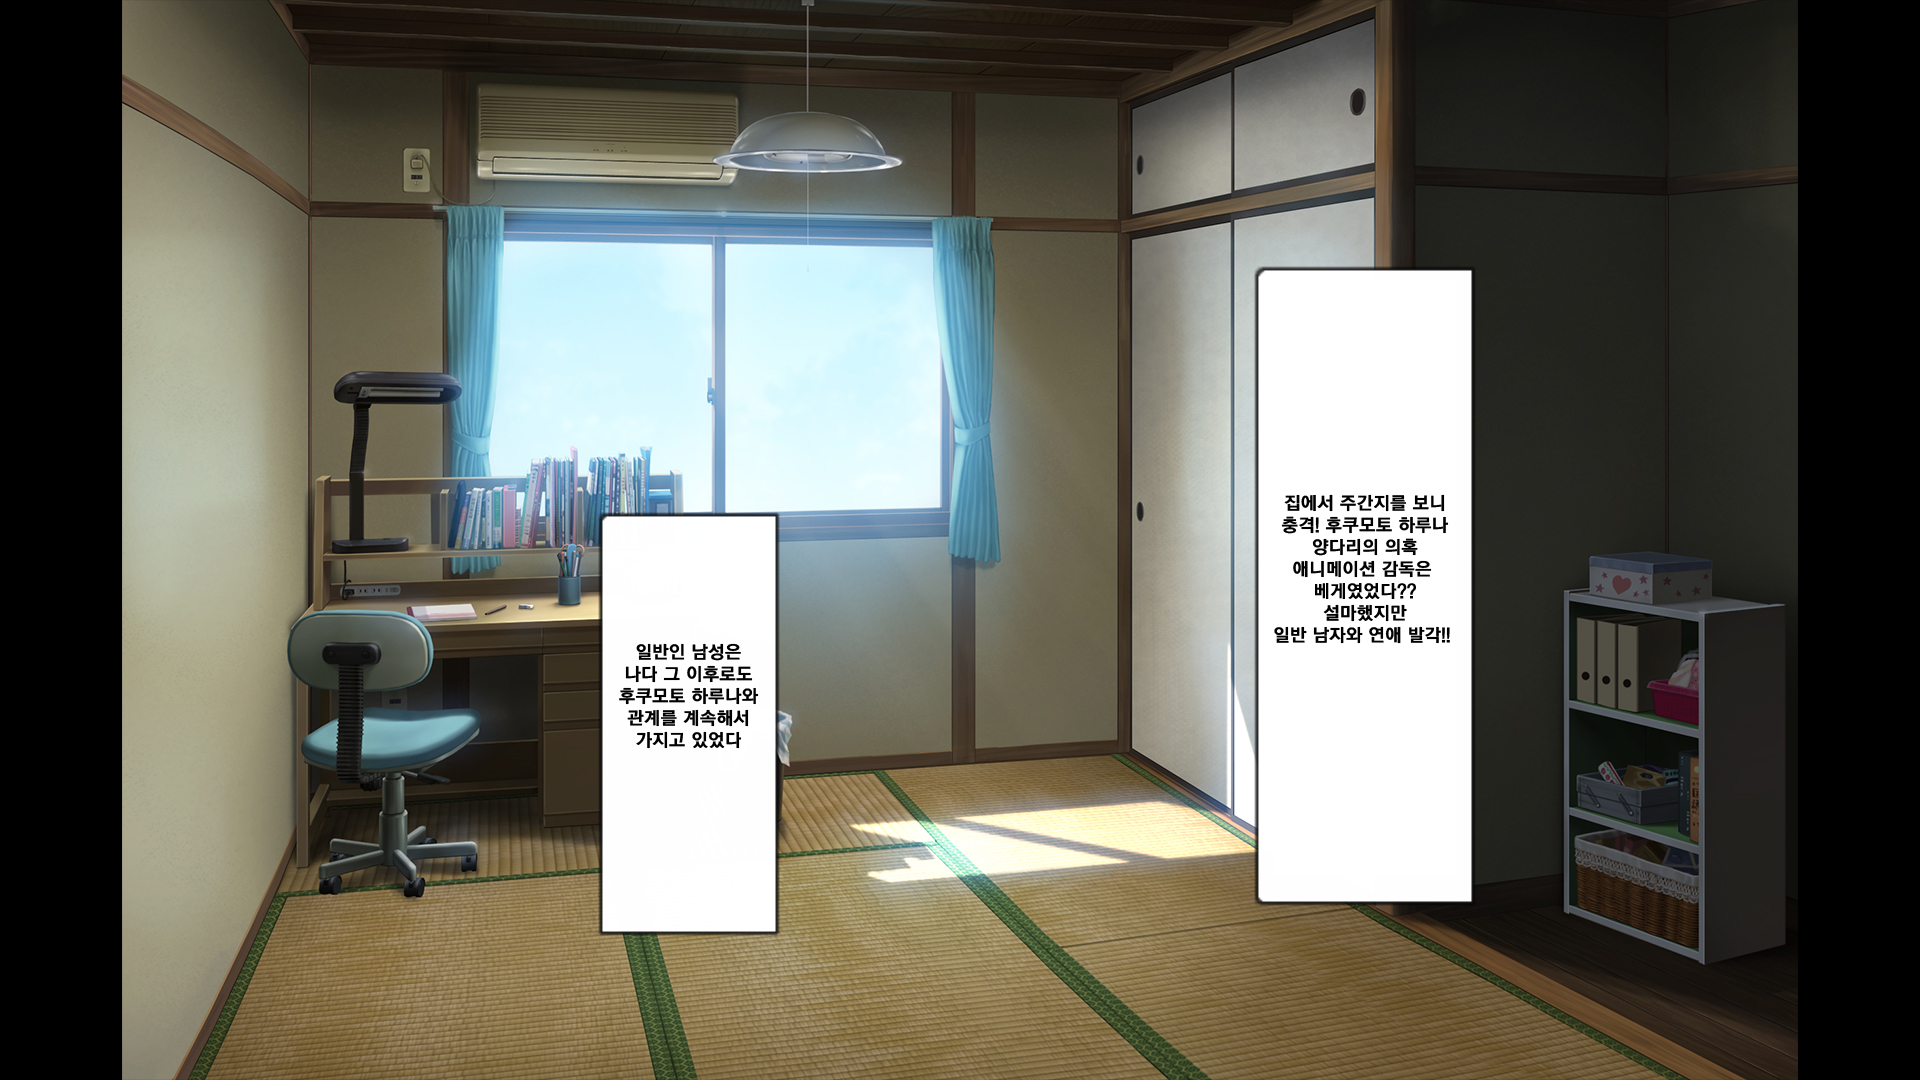 집에서 주간지를 보니
충격! 후쿠모토 하루나
양다리의 의혹
애니메이션 감독은
베게였었다??
설마했지만
일반 남자와 연애 발각!!
일반인 남성은
나다 그 이후로도
후쿠모토 하루나와
관계를 계속해서
가지고 있었다